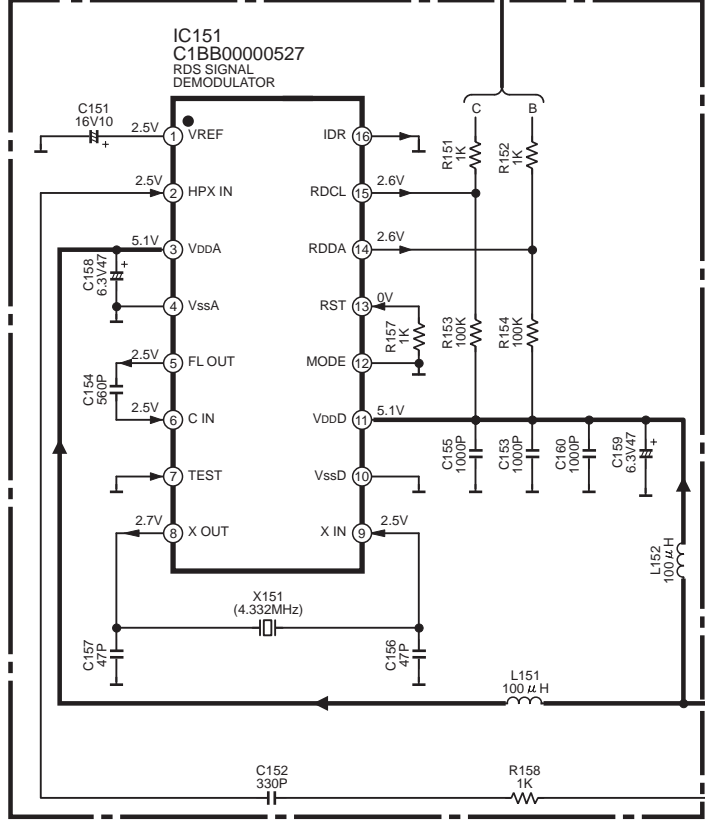 IC151
C1BB00000527
RDS SIGNAL
DEMODULATOR
C B
C151
16V10
2.5V
1 VREF
IDR 16
R151
1K
R152
1K
2.5V
2 HPX IN
RDCL 15
2.6V
5.1V
3 VDDA
RDDA 14
2.6V
C158
6.3V47
4 VssA
RST 13
0V
R157
1K
R153
100K
R154
100K
2.5V
5 FL OUT
MODE 12
C154
560P
2.5V
6 C IN
VDDD 11
5.1V
C155
1000P
C153
1000P
C160
1000P
C159
6.3V47
7 TEST
VssD 10
2.7V
8 X OUT
X IN 9
2.5V
L152
100μH
X151
(4.332MHz)
C157
47P
C156
47P
L151
100μH
C152
330P
R158
1K